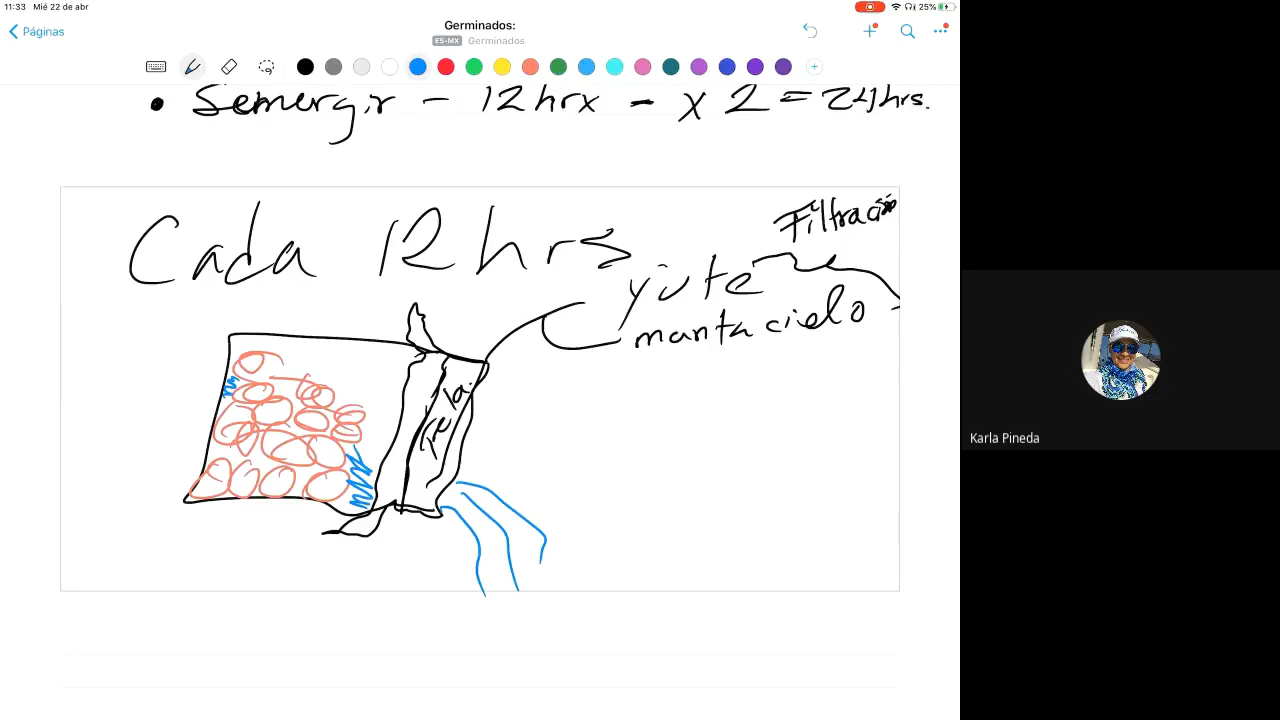 11:33 Mié 22 de abr
25%
Páginas
Germinados:
ES-MX Germinados
• Semergir - 12 hrx - x 2 = 24hrs.
Cada 12 hrs
Filtración
yute
manta cielo
tela
Karla Pineda